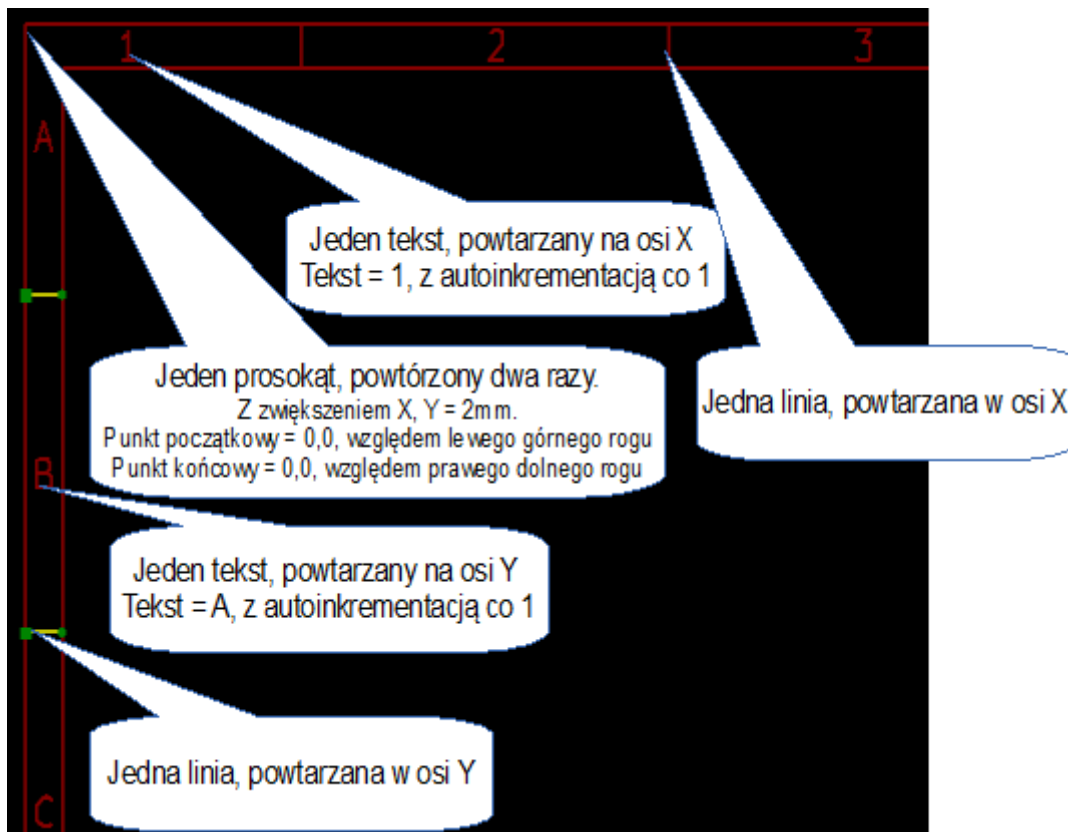 1 2 3
A
Jeden tekst, powtarzany na osi X
Tekst = 1, z autoinkrementacją co 1
Jeden prosokąt, powtórzony dwa razy.
Z zwiększeniem X, Y = 2mm.
Punkt początkowy = 0,0, względem lewego górnego rogu
Punkt końcowy = 0,0, względem prawego dolnego rogu
Jedna linia, powtarzana w osi X
B
Jeden tekst, powtarzany na osi Y
Tekst = A, z autoinkrementacją co 1
Jedna linia, powtarzana w osi Y
C